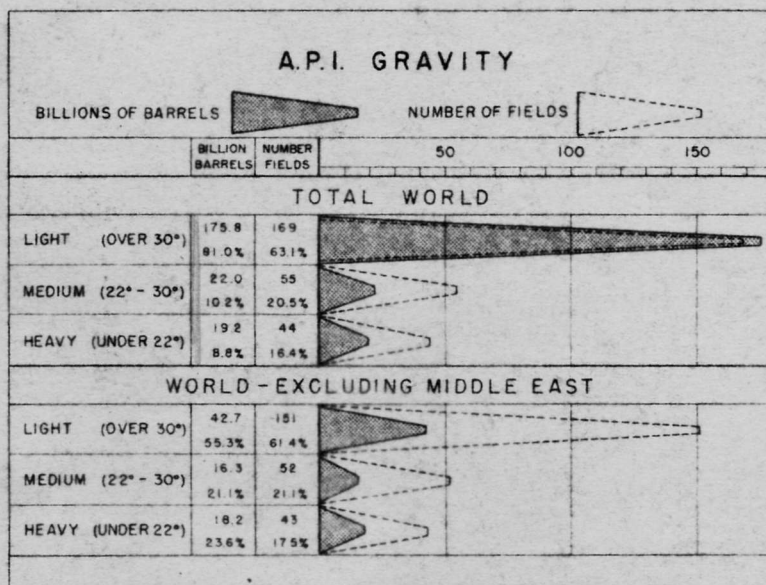 A.P.I. GRAVITY
BILLIONS OF BARRELS NUMBER OF FIELDS
BILLION BARRELS NUMBER FIELDS 50 100 150
TOTAL WORLD
LIGHT (OVER 30°) 175.8 169
81.0% 63.1%
MEDIUM (22° - 30°) 22.0 55
10.2% 20.5%
HEAVY (UNDER 22°) 19.2 44
8.8% 16.4%
WORLD - EXCLUDING MIDDLE EAST
LIGHT (OVER 30°) 42.7 151
55.3% 61.4%
MEDIUM (22° - 30°) 16.3 52
21.1% 21.1%
HEAVY (UNDER 22°) 18.2 43
23.6% 17.5%